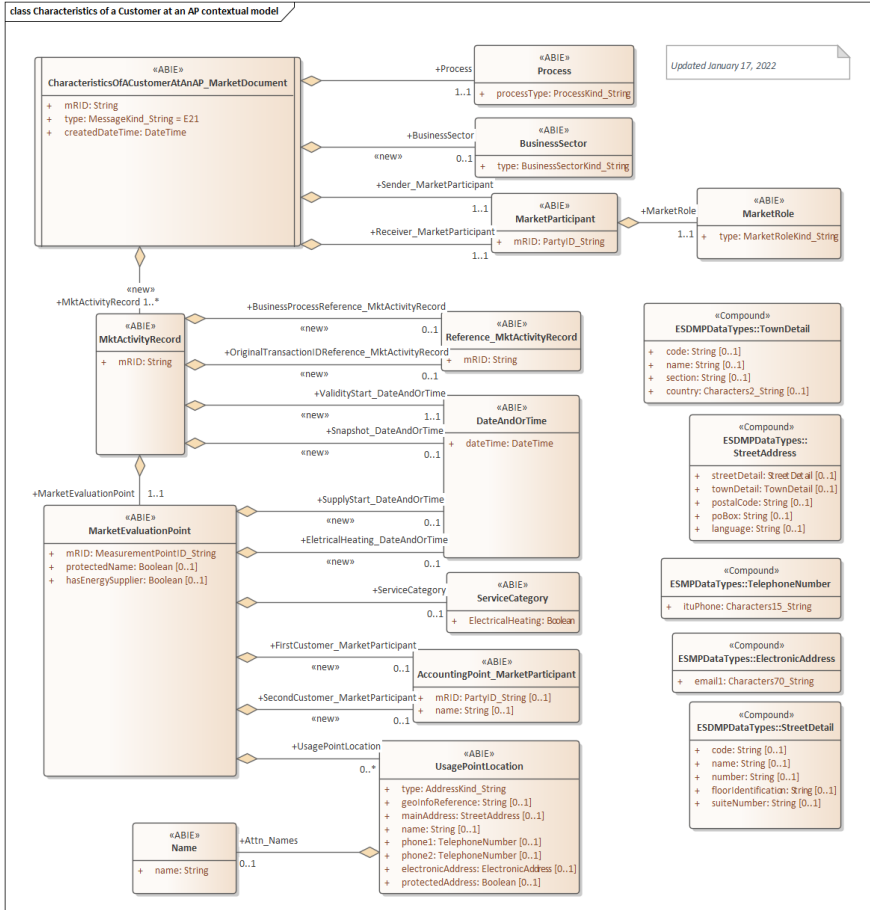 class Characteristics of a Customer at an AP contextual model
«ABIE»
CharacteristicsOfACustomerAtAnAP_MarketDocument
+ mRID: String
+ type: MessageKind_String = E21
+ createdDateTime: DateTime
+Process
1..1
«ABIE»
Process
+ processType: ProcessKind_String
Updated January 17, 2022
+BusinessSector
«new»
0..1
«ABIE»
BusinessSector
+ type: BusinessSectorKind_String
+Sender_MarketParticipant
1..1
+Receiver_MarketParticipant
1..1
«ABIE»
MarketParticipant
+ mRID: PartyID_String
+MarketRole
1..1
«ABIE»
MarketRole
+ type: MarketRoleKind_String
«new»
+MktActivityRecord 1..*
«ABIE»
MktActivityRecord
+ mRID: String
+BusinessProcessReference_MktActivityRecord
«new»
0..1
+OriginalTransactionIDReference_MktActivityRecord
«new»
0..1
«ABIE»
Reference_MktActivityRecord
+ mRID: String
+ValidityStart_DateAndOrTime
«new»
1..1
+Snapshot_DateAndOrTime
«new»
0..1
«ABIE»
DateAndOrTime
+ dateTime: DateTime
+MarketEvaluationPoint
1..1
«ABIE»
MarketEvaluationPoint
+ mRID: MeasurementPointID_String
+ protectedName: Boolean [0..1]
+ hasEnergySupplier: Boolean [0..1]
+SupplyStart_DateAndOrTime
«new»
0..1
+EletricalHeating_DateAndOrTime
«new»
0..1
+ServiceCategory
0..1
«ABIE»
ServiceCategory
+ ElectricalHeating: Boolean
+FirstCustomer_MarketParticipant
«new»
0..1
+SecondCustomer_MarketParticipant
«new»
0..1
«ABIE»
AccountingPoint_MarketParticipant
+ mRID: PartyID_String [0..1]
+ name: String [0..1]
+UsagePointLocation
0..*
«ABIE»
UsagePointLocation
+ type: AddressKind_String
+ geoInfoReference: String [0..1]
+ mainAddress: StreetAddress [0..1]
+ name: String [0..1]
+ phone1: TelephoneNumber [0..1]
+ phone2: TelephoneNumber [0..1]
+ electronicAddress: ElectronicAddress [0..1]
+ protectedAddress: Boolean [0..1]
+Attn_Names
0..1
«ABIE»
Name
+ name: String
«Compound»
ESDMPDataTypes::TownDetail
+ code: String [0..1]
+ name: String [0..1]
+ section: String [0..1]
+ country: Characters2_String [0..1]
«Compound»
ESDMPDataTypes::
StreetAddress
+ streetDetail: StreetDetail [0..1]
+ townDetail: TownDetail [0..1]
+ postalCode: String [0..1]
+ poBox: String [0..1]
+ language: String [0..1]
«Compound»
ESMPDataTypes::TelephoneNumber
+ ituPhone: Characters15_String
«Compound»
ESMPDataTypes::ElectronicAddress
+ email1: Characters70_String
«Compound»
ESDMPDataTypes::StreetDetail
+ code: String [0..1]
+ name: String [0..1]
+ number: String [0..1]
+ floorIdentification: String [0..1]
+ suiteNumber: String [0..1]